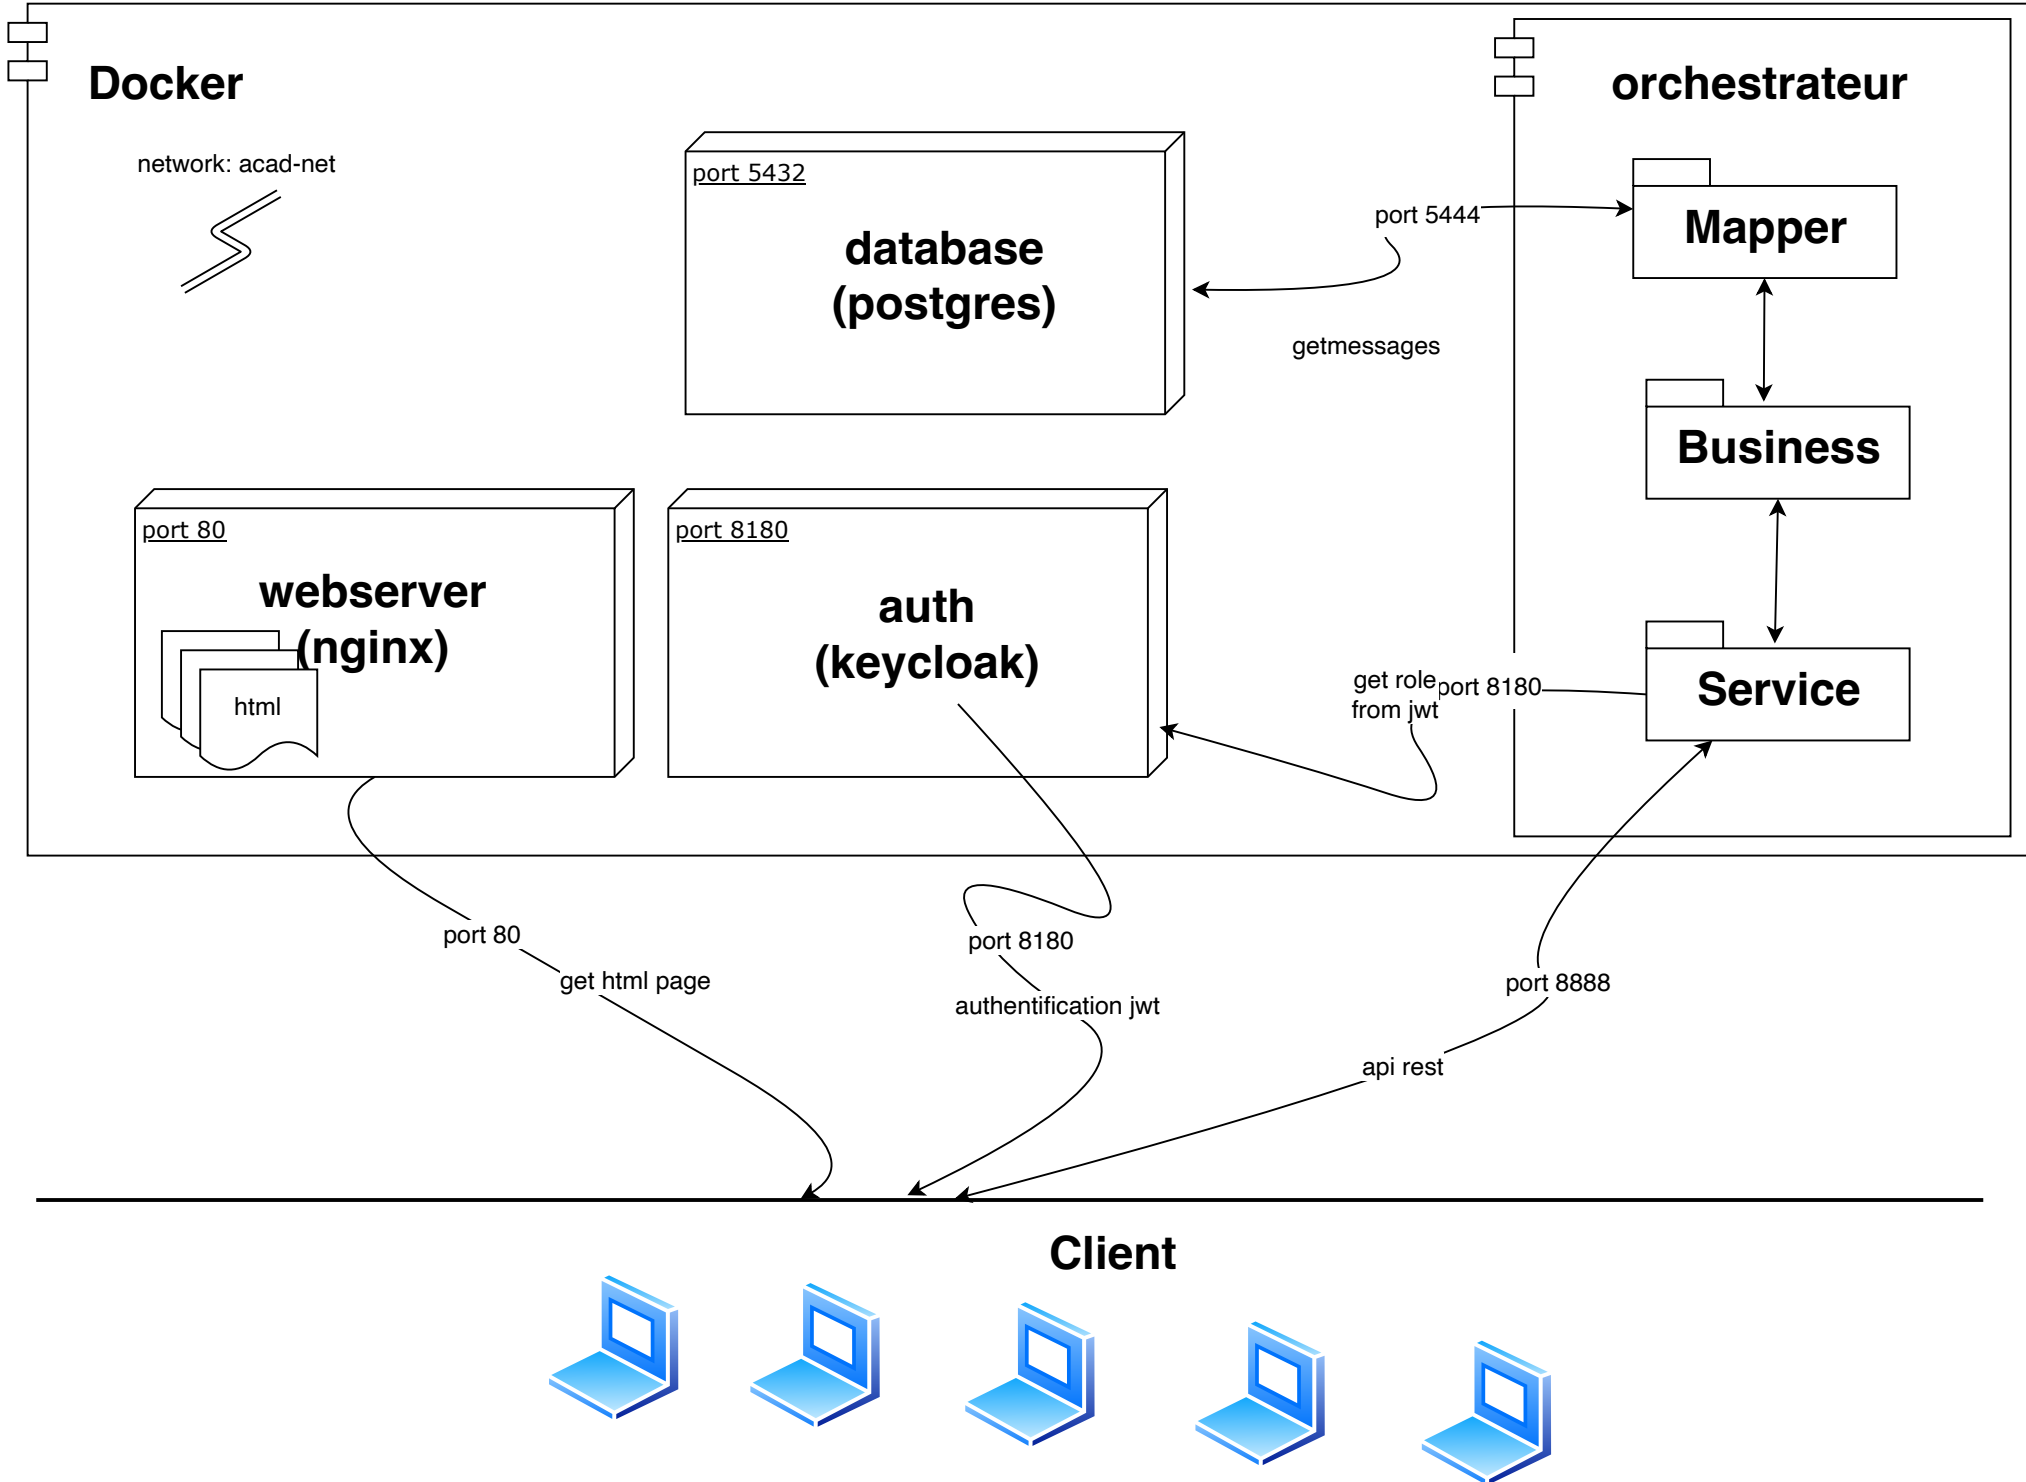 Docker
orchestrateur
network: acad-net
port 5432
database
(postgres)
port 5444
getmessages
Mapper
Business
Service
port 80
webserver
(nginx)
html
port 8180
auth
(keycloak)
get role
from jwt
port 8180
port 80
get html page
port 8180
authentification jwt
port 8888
api rest
Client